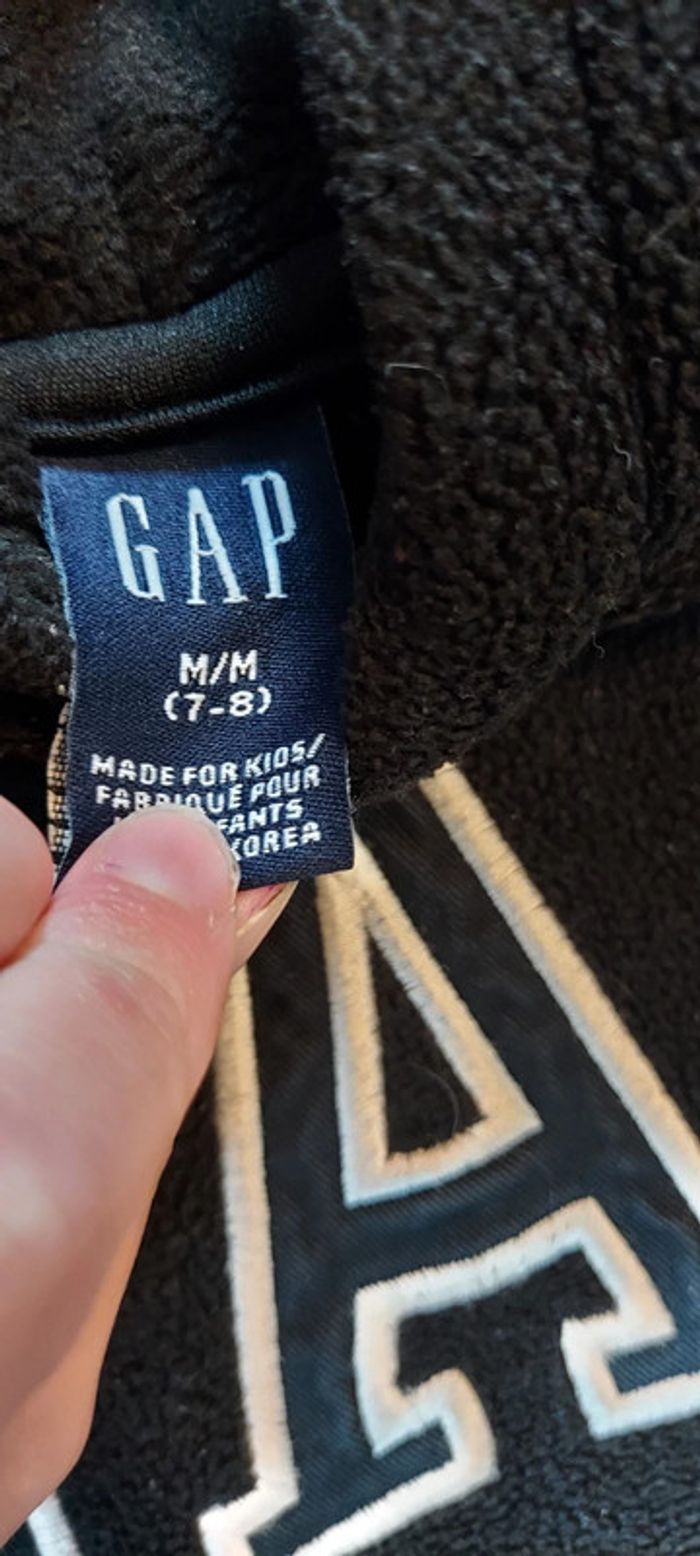 GAP
M/M
(7-8)
MADE FOR KIDS/
FABRIQUÉ POUR
KOREA
A